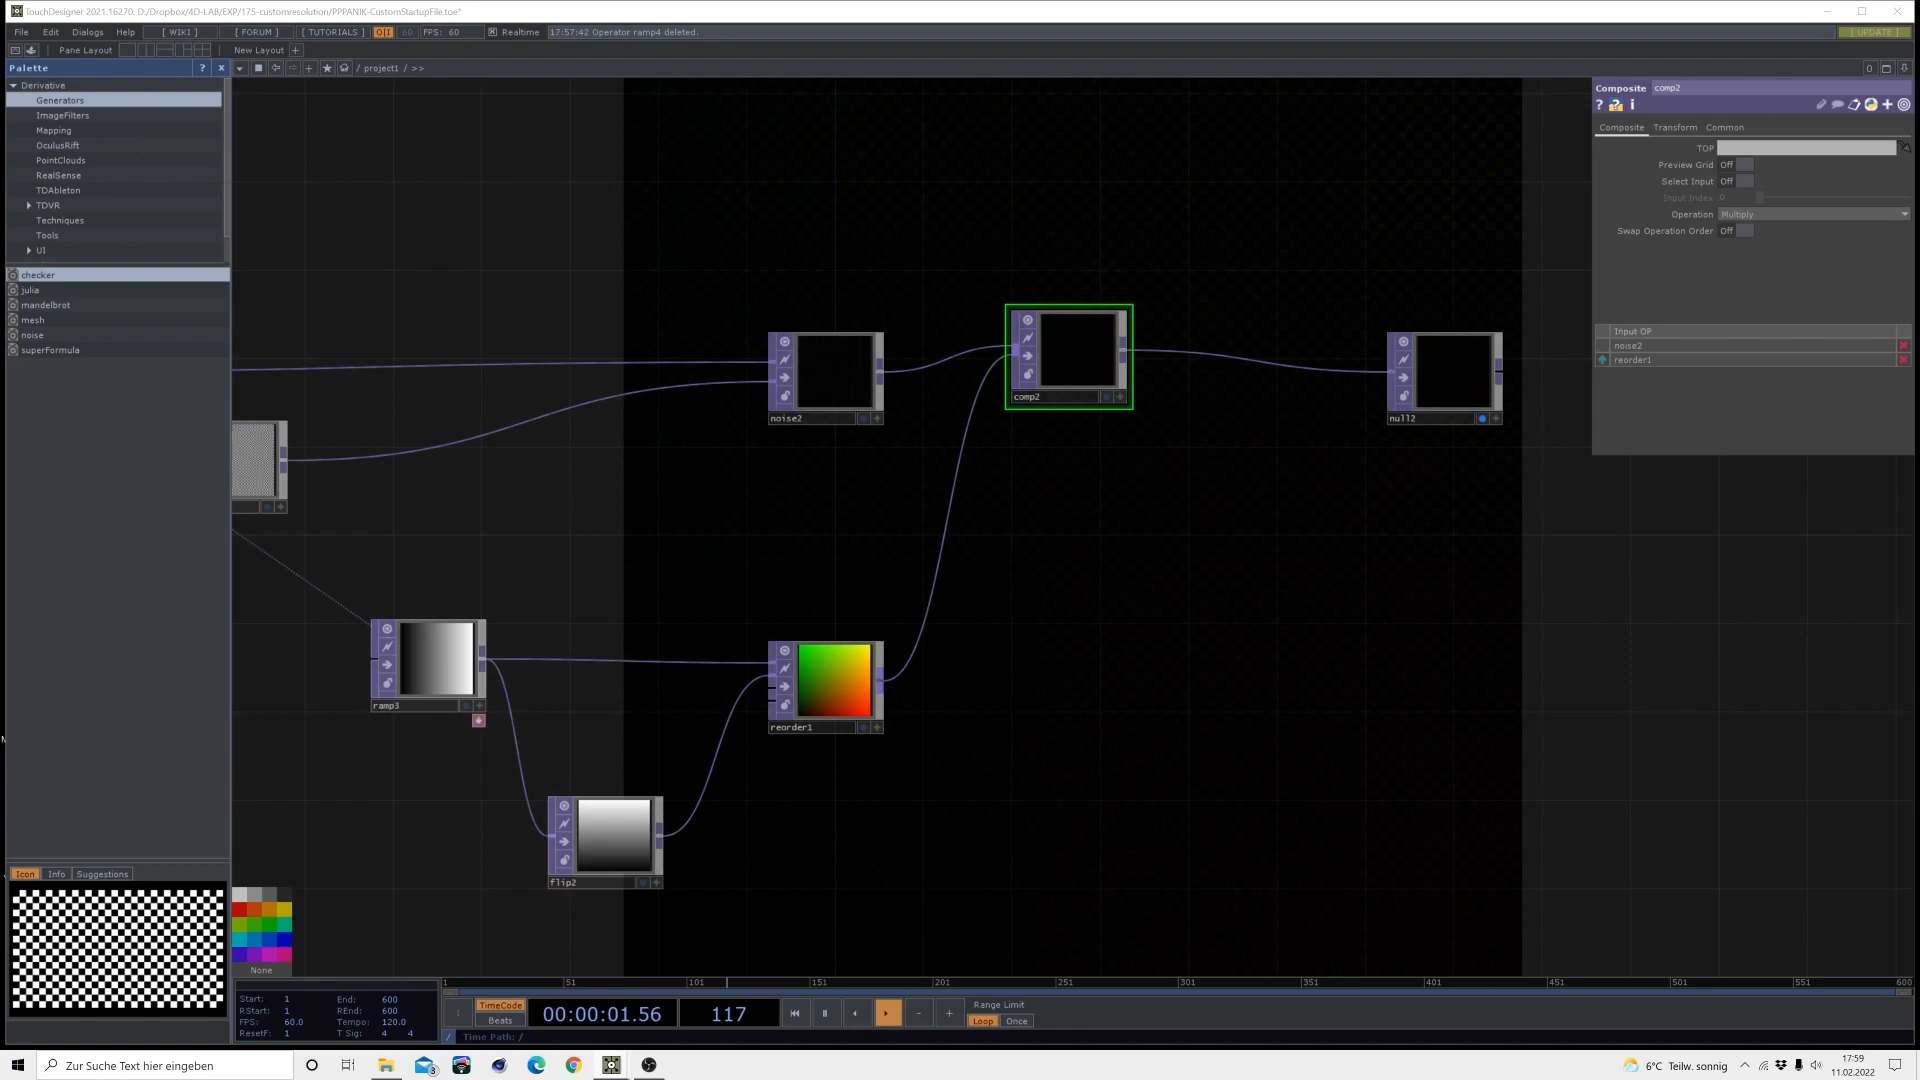 TouchDesigner 2021.16270: D:/Dropbox/4D-LAB/EXP/175-customresolution/PPPANIK-CustomStartupFile.toe*
File Edit Dialogs Help [ WIKI ] [ FORUM ] [ TUTORIALS ] O|I 60 FPS: 60 Realtime 17:57:42 Operator ramp4 deleted. [ UPDATE ]
Pane Layout New Layout +
Palette ? x / project1 / >> 0
Derivative
Generators
ImageFilters
Mapping
OculusRift
PointClouds
RealSense
TDAbleton
TDVR
Techniques
Tools
UI
checker
julia
mandelbrot
mesh
noise
superFormula
Icon Info Suggestions
None
noise2
comp2
null2
ramp3
reorder1
flip2
Composite comp2
? ? i
Composite Transform Common
TOP
Preview Grid Off
Select Input Off
Input Index 0
Operation Multiply
Swap Operation Order Off
Input OP
noise2
reorder1
1 51 101 151 201 251 301 351 401 451 501 551 600
Start: 1 End: 600
RStart: 1 REnd: 600
FPS: 60.0 Tempo: 120.0
ResetF: 1 T Sig: 4 4
TimeCode
Beats
00:00:01.56
117
Range Limit
Loop Once
/ Time Path: /
Zur Suche Text hier eingeben
3
6°C Teilw. sonnig
17:59
11.02.2022